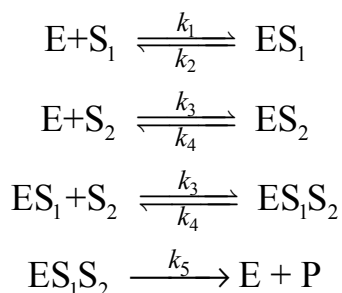 E+S₁ ⇌ ES₁ k₁ k₂
E+S₂ ⇌ ES₂ k₃ k₄
ES₁+S₂ ⇌ ES₁S₂ k₃ k₄
ES₁S₂ ⟶ E + P k₅